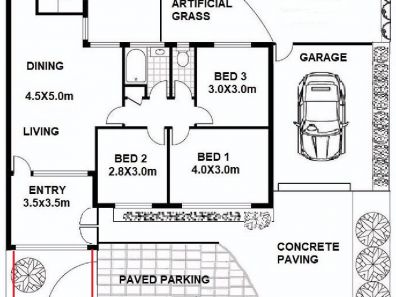 ARTIFICIAL
GRASS
GARAGE
DINING
4.5X5.0m
BED 3
3.0X3.0m
LIVING
BED 2
2.8X3.0m
BED 1
4.0X3.0m
ENTRY
3.5x3.5m
CONCRETE
PAVING
PAVED PARKING